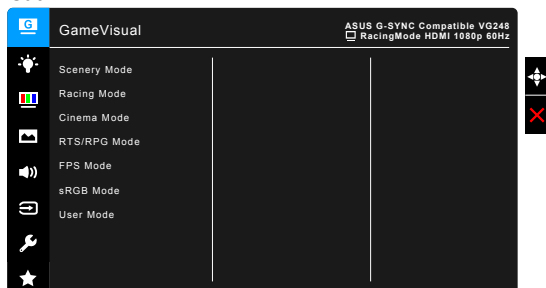 G
GameVisual
ASUS G-SYNC Compatible VG248
RacingMode HDMI 1080p 60Hz
Scenery Mode
Racing Mode
Cinema Mode
RTS/RPG Mode
FPS Mode
sRGB Mode
User Mode